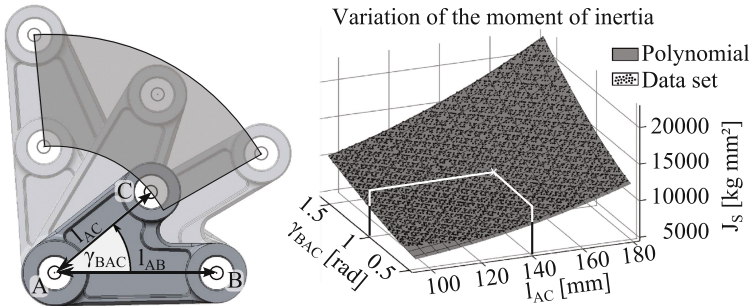 Variation of the moment of inertia
Polynomial
Data set
20000
15000
10000
5000
J_S [kg mm²]
1.5
1
0.5
γ_BAC [rad]
100
120
140
160
180
l_AC [mm]
C
l_AC
γ_BAC
l_AB
A
B